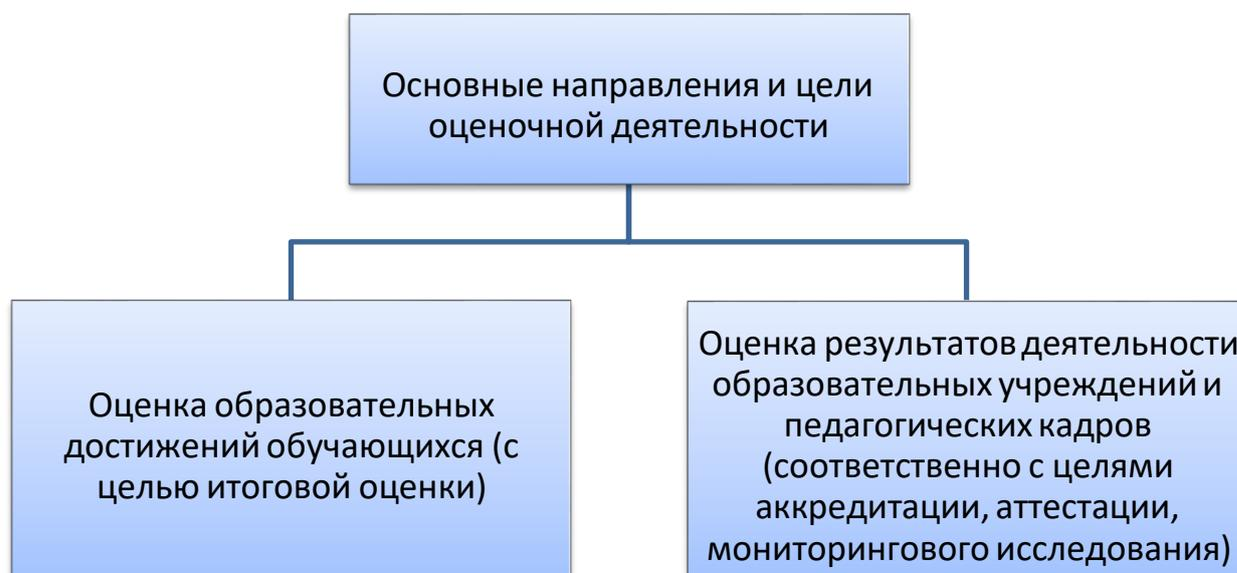 Основные направления и цели
оценочной деятельности
Оценка образовательных
достижений обучающихся (с
целью итоговой оценки)
Оценка результатов деятельности
образовательных учреждений и
педагогических кадров
(соответственно с целями
аккредитации, аттестации,
мониторингового исследования)